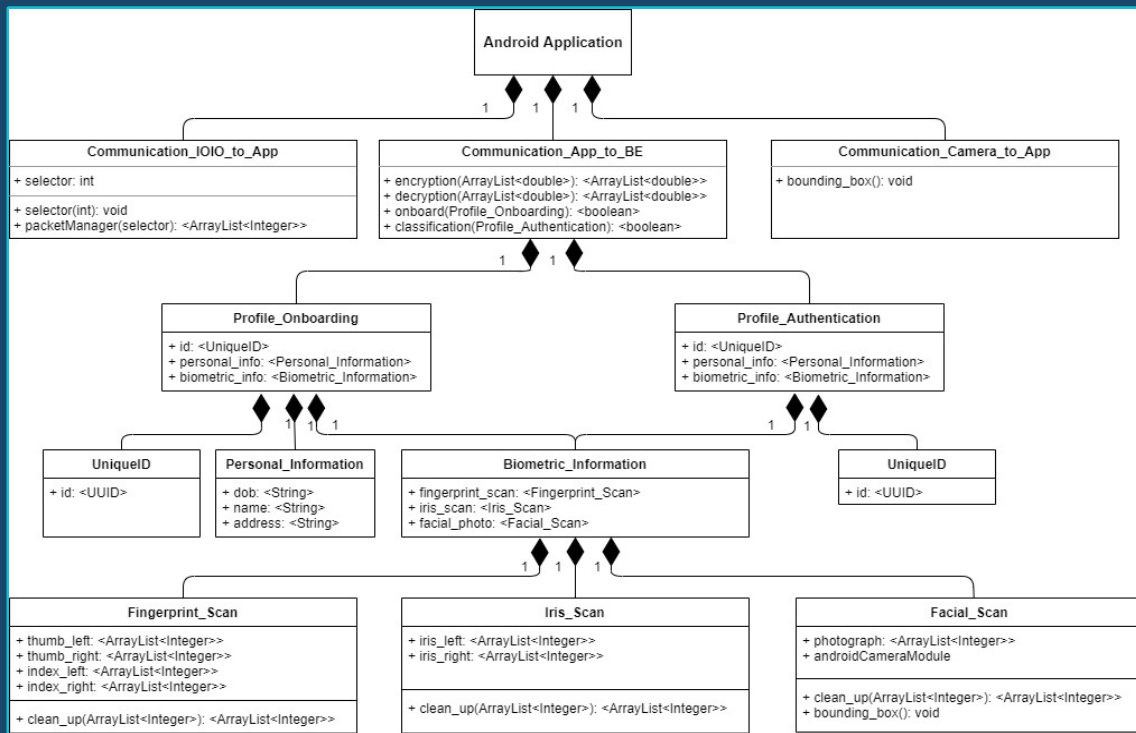 Android Application
1
1
1
Communication_IOIO_to_App
+ selector: int
+ selector(int): void
+ packetManager(selector): <ArrayList<Integer>>
Communication_App_to_BE
+ encryption(ArrayList<double>): <ArrayList<double>>
+ decryption(ArrayList<double>): <ArrayList<double>>
+ onboard(Profile_Onboarding): <boolean>
+ classification(Profile_Authentication): <boolean>
Communication_Camera_to_App
+ bounding_box(): void
1
1
Profile_Onboarding
+ id: <UniqueID>
+ personal_info: <Personal_Information>
+ biometric_info: <Biometric_Information>
Profile_Authentication
+ id: <UniqueID>
+ personal_info: <Personal_Information>
+ biometric_info: <Biometric_Information>
1
1
1
1
1
UniqueID
+ id: <UUID>
Personal_Information
+ dob: <String>
+ name: <String>
+ address: <String>
Biometric_Information
+ fingerprint_scan: <Fingerprint_Scan>
+ iris_scan: <Iris_Scan>
+ facial_photo: <Facial_Scan>
UniqueID
+ id: <UUID>
1
1
1
Fingerprint_Scan
+ thumb_left: <ArrayList<Integer>>
+ thumb_right: <ArrayList<Integer>>
+ index_left: <ArrayList<Integer>>
+ index_right: <ArrayList<Integer>>
+ clean_up(ArrayList<Integer>): <ArrayList<Integer>>
Iris_Scan
+ iris_left: <ArrayList<Integer>>
+ iris_right: <ArrayList<Integer>>
+ clean_up(ArrayList<Integer>): <ArrayList<Integer>>
Facial_Scan
+ photograph: <ArrayList<Integer>>
+ androidCameraModule
+ clean_up(ArrayList<Integer>): <ArrayList<Integer>>
+ bounding_box(): void